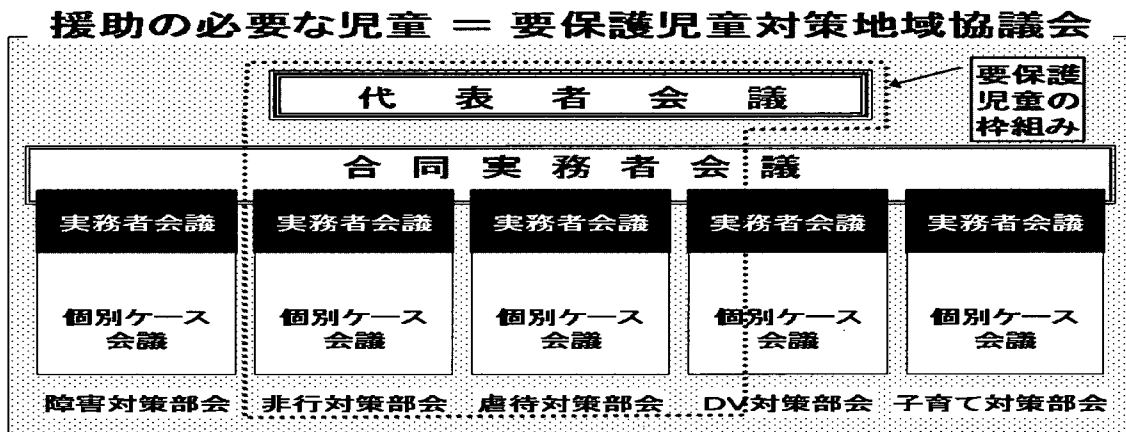 援助の必要な児童 = 要保護児童対策地域協議会
代表者会議
要保護
児童の
枠組み
合同実務者会議
実務者会議 実務者会議 実務者会議 実務者会議 実務者会議
個別ケース 個別ケース 個別ケース 個別ケース 個別ケース
会議 会議 会議 会議 会議
障害対策部会 非行対策部会 虐待対策部会 DV対策部会 子育て対策部会